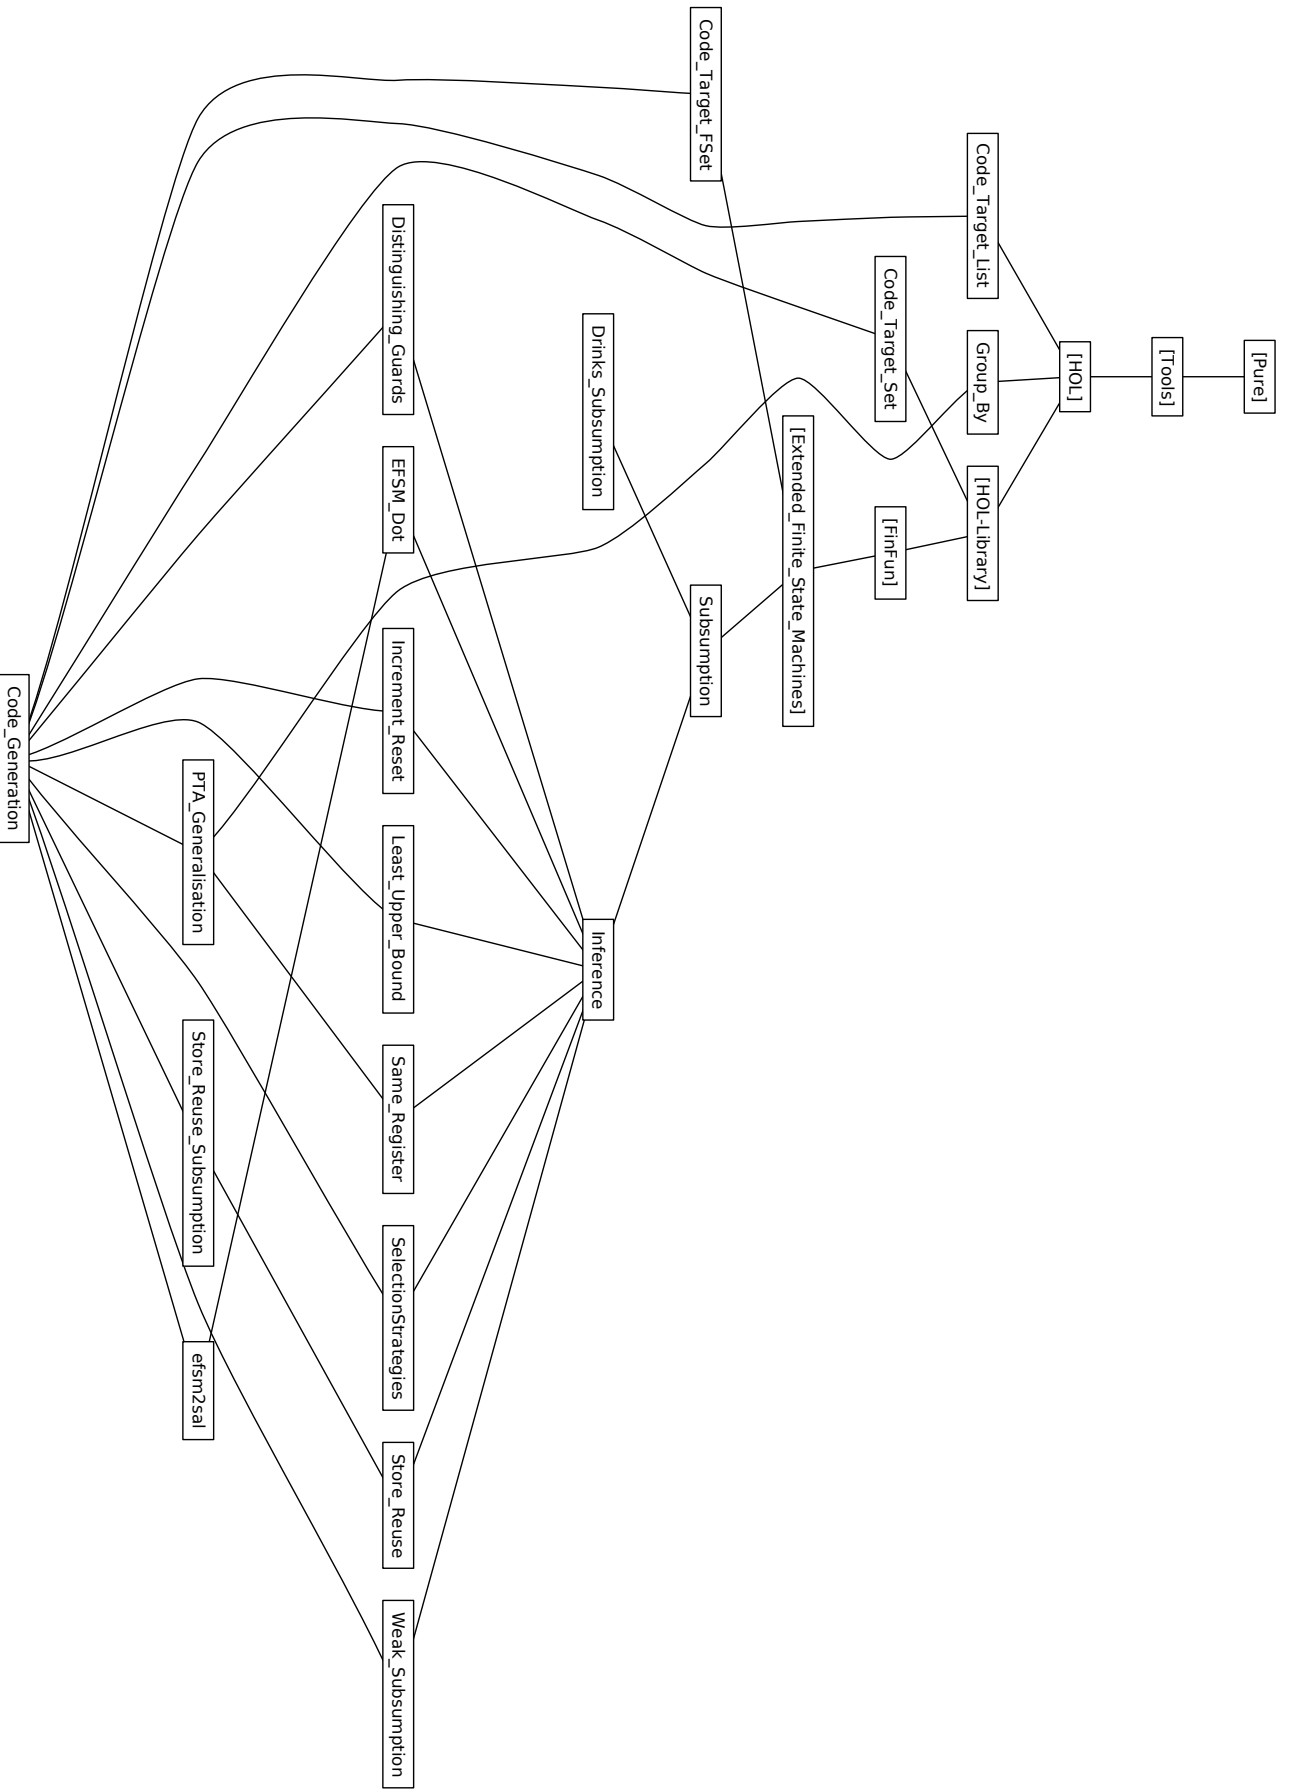 [Pure]
[Tools]
[HOL]
Code_Target_List
Group_By
[HOL-Library]
Code_Target_Set
[FinFun]
[Extended_Finite_State_Machines]
Code_Target_FSet
Subsumption
Drinks_Subsumption
Inference
Distinguishing_Guards
EFSM_Dot
Increment_Reset
Least_Upper_Bound
Same_Register
SelectionStrategies
Store_Reuse
Weak_Subsumption
PTA_Generalisation
Store_Reuse_Subsumption
efsm2sal
Code_Generation